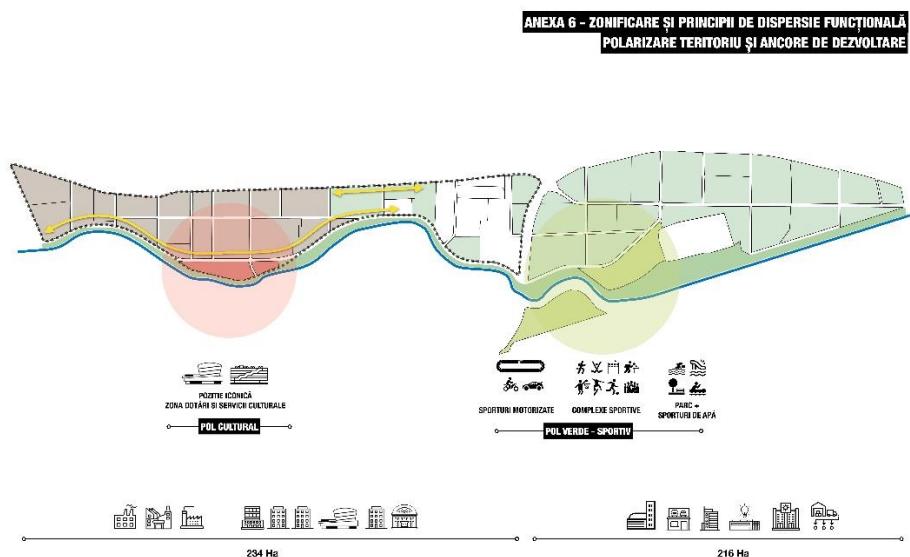 ANEXA 6 - ZONIFICARE ȘI PRINCIPII DE DISPERSIE FUNCȚIONALĂ
POLARIZARE TERITORIU ȘI ANCORE DE DEZVOLTARE
POZIȚIE ICONICĂ
ZONA DOTĂRI ȘI SERVICII CULTURALE
POL CULTURAL
SPORTURI MOTORIZATE
COMPLEXE SPORTIVE
PARC +
SPORTURI DE APĂ
POL VERDE - SPORTIV
234 Ha
216 Ha